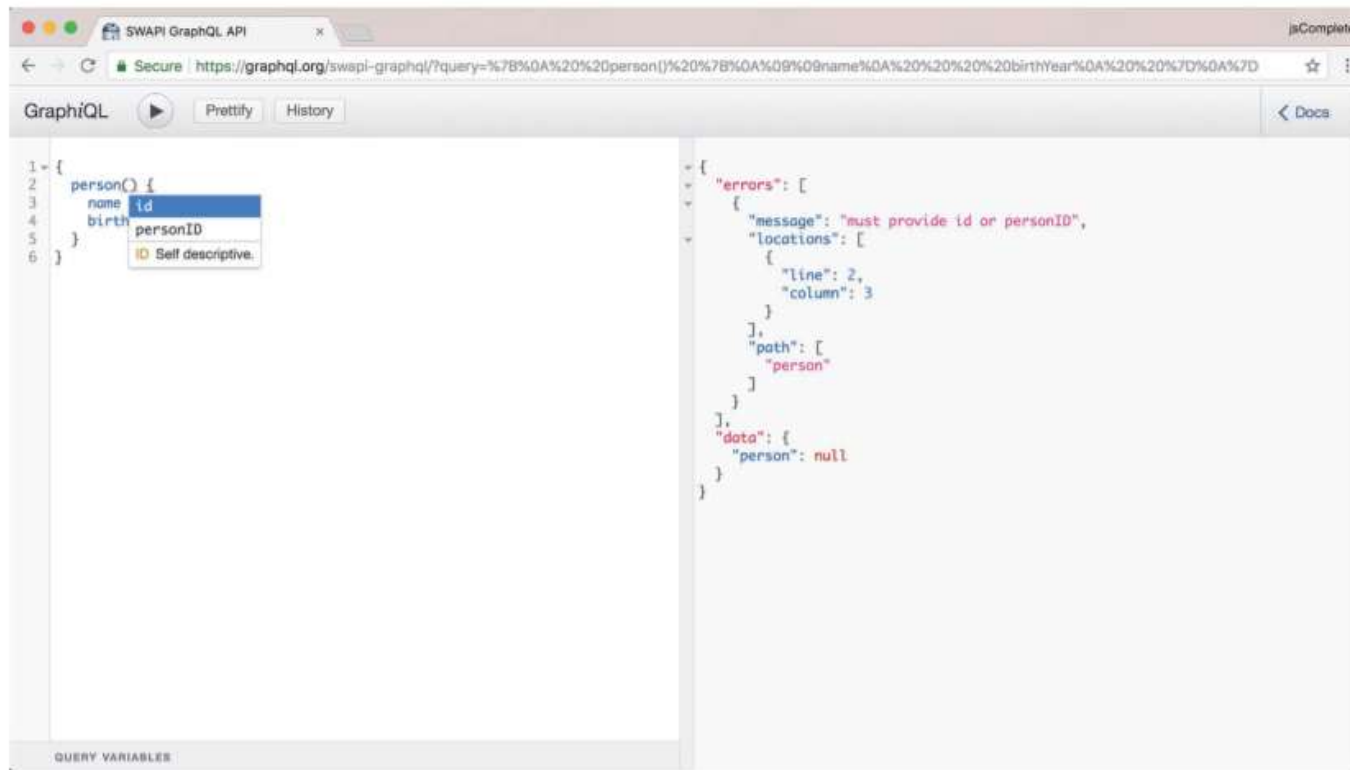 SWAPI GraphQL API
jsComplete
Secure https://graphql.org/swapi-graphql/?query=%7B%0A%20%20person()%20%7B%0A%09%09name%0A%20%20%20%20birthYear%0A%20%20%7D%0A%7D
GraphiQL Prettify History Docs
1 {
2 person() {
3 name
4 birth
5 }
6 }
id
personID
ID Self descriptive.
{
"errors": [
{
"message": "must provide id or personID",
"locations": [
{
"line": 2,
"column": 3
}
],
"path": [
"person"
]
}
],
"data": {
"person": null
}
}
QUERY VARIABLES